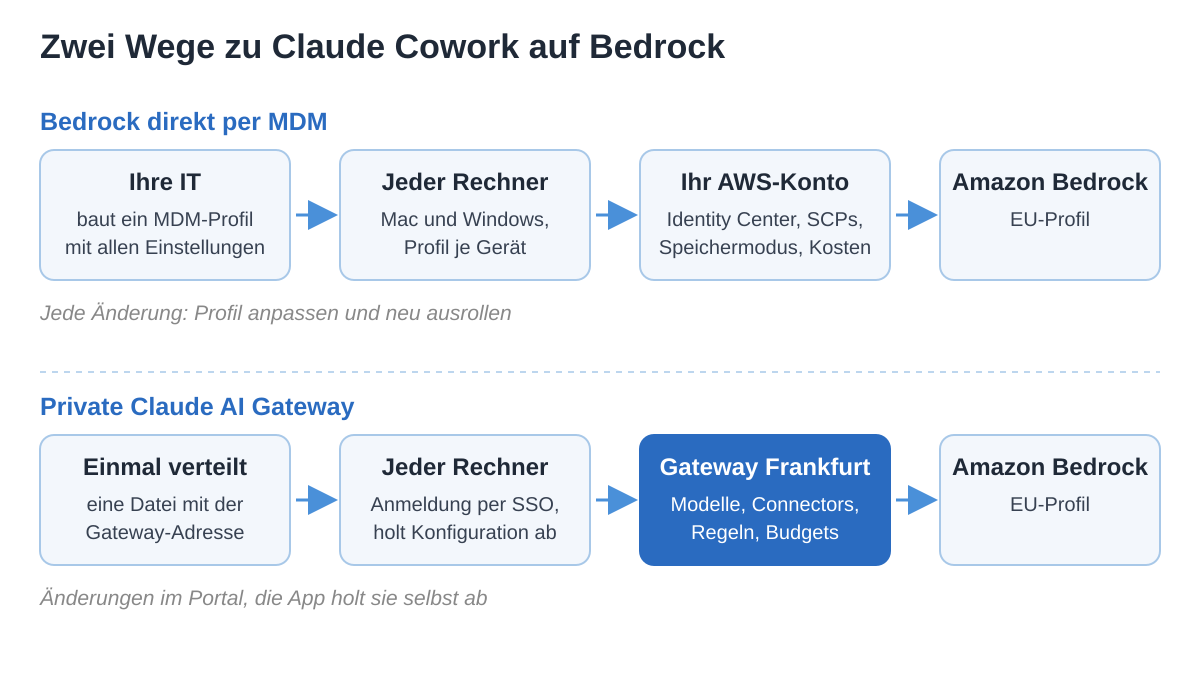 Zwei Wege zu Claude Cowork auf Bedrock
Bedrock direkt per MDM
Ihre IT
baut ein MDM-Profil
mit allen Einstellungen
Jeder Rechner
Mac und Windows,
Profil je Gerät
Ihr AWS-Konto
Identity Center, SCPs,
Speichermodus, Kosten
Amazon Bedrock
EU-Profil
Jede Änderung: Profil anpassen und neu ausrollen
Private Claude AI Gateway
Einmal verteilt
eine Datei mit der
Gateway-Adresse
Jeder Rechner
Anmeldung per SSO,
holt Konfiguration ab
Gateway Frankfurt
Modelle, Connectors,
Regeln, Budgets
Amazon Bedrock
EU-Profil
Änderungen im Portal, die App holt sie selbst ab